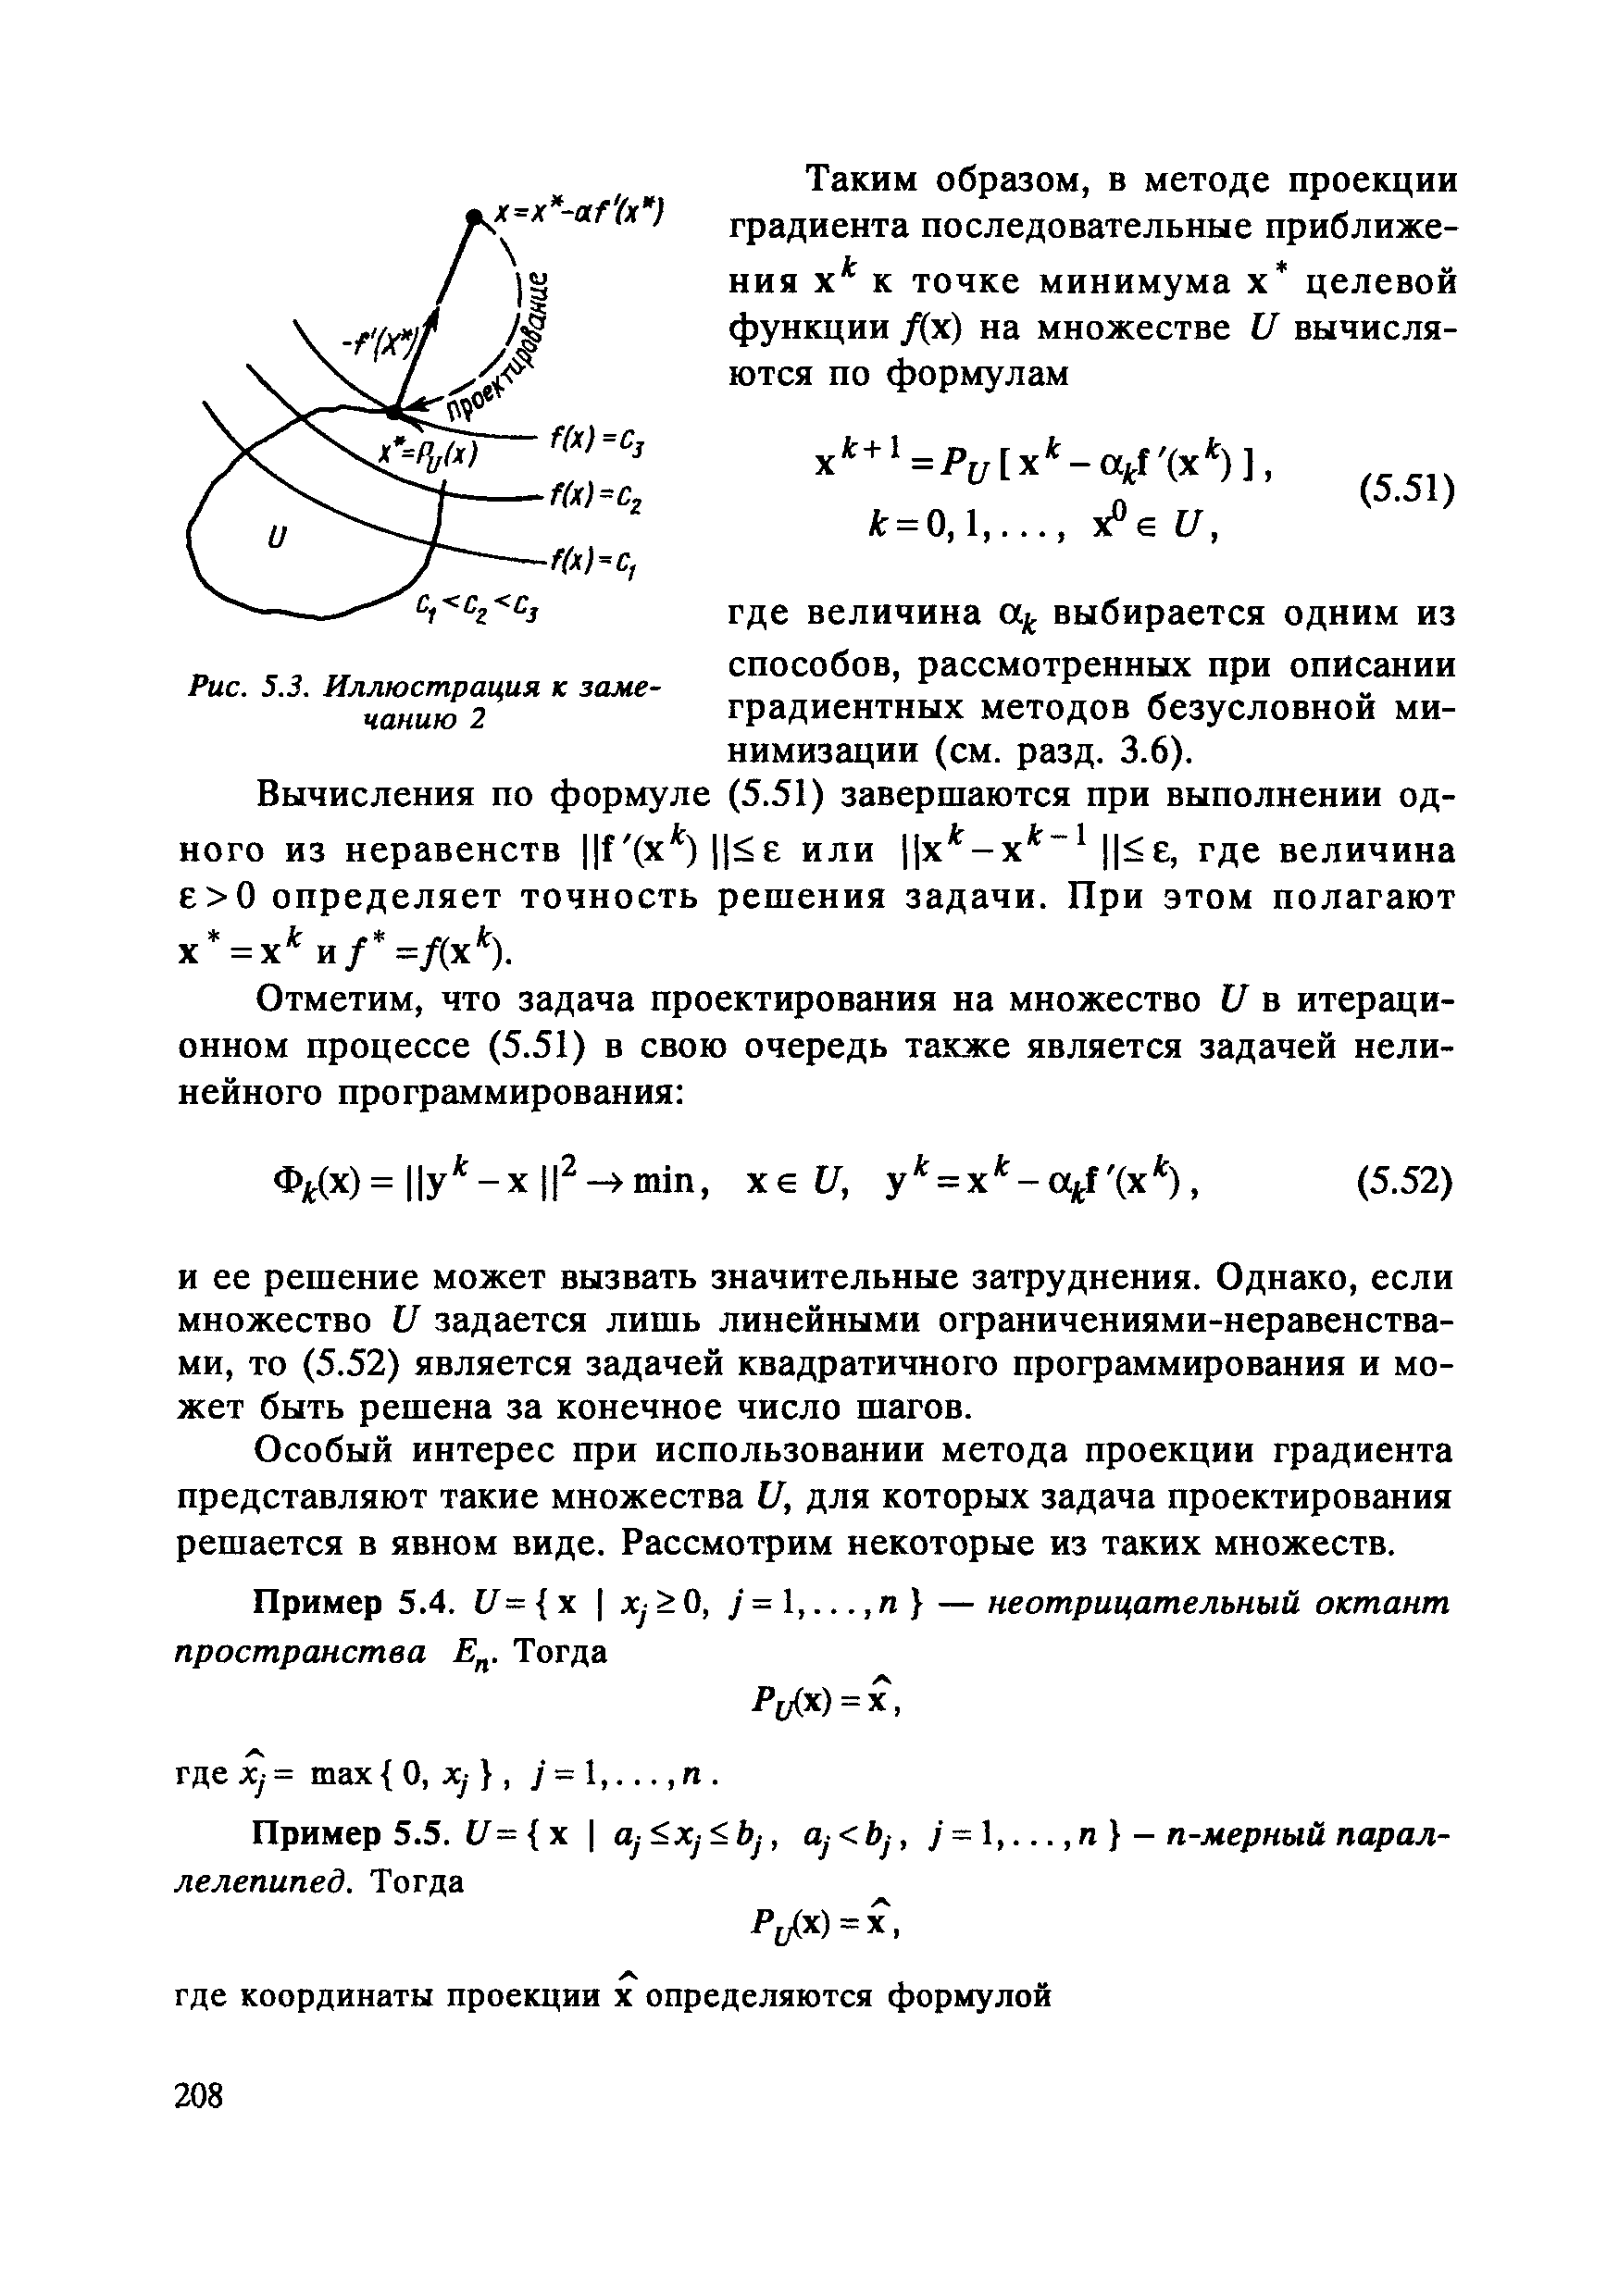 x=x*-αf'(x*)
Проектирование
-f'(x*)
x*=P_U(x)
f(x)=C₃
f(x)=C₂
f(x)=C₁
U
C₁<C₂<C₃
Рис. 5.3. Иллюстрация к заме-
чанию 2
Таким образом, в методе проекции
градиента последовательные приближе-
ния x^k к точке минимума x* целевой
функции f(x) на множестве U вычисля-
ются по формулам
x^{k+1}=P_U[x^k-α_kf'(x^k)],
(5.51)
k=0,1,..., x⁰∈U,
где величина α_k выбирается одним из
способов, рассмотренных при описании
градиентных методов безусловной ми-
нимизации (см. разд. 3.6).
Вычисления по формуле (5.51) завершаются при выполнении од-
ного из неравенств ||f'(x^k)||≤ε или ||x^k-x^{k-1}||≤ε, где величина
ε>0 определяет точность решения задачи. При этом полагают
x*=x^k и f*=f(x^k).
Отметим, что задача проектирования на множество U в итераци-
онном процессе (5.51) в свою очередь также является задачей нели-
нейного программирования:
Φ_k(x)=||y^k-x||²→min, x∈U, y^k=x^k-α_kf'(x^k), (5.52)
и ее решение может вызвать значительные затруднения. Однако, если
множество U задается лишь линейными ограничениями-неравенства-
ми, то (5.52) является задачей квадратичного программирования и мо-
жет быть решена за конечное число шагов.
Особый интерес при использовании метода проекции градиента
представляют такие множества U, для которых задача проектирования
решается в явном виде. Рассмотрим некоторые из таких множеств.
Пример 5.4. U={x | x_j≥0, j=1,...,n} — неотрицательный октант
пространства E_n. Тогда
P_U(x)=x̂,
где x̂_j= max{0, x_j}, j=1,...,n.
Пример 5.5. U={x | a_j≤x_j≤b_j, a_j<b_j, j=1,...,n} – n-мерный парал-
лелепипед. Тогда
P_U(x)=x̂,
где координаты проекции x̂ определяются формулой
208